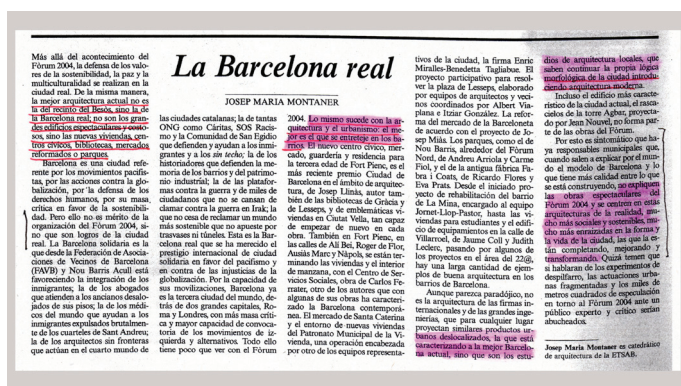 La Barcelona real
JOSEP MARIA MONTANER
Más allá del acontecimiento del
Fòrum 2004, la defensa de los valo-
res de la sostenibilidad, la paz y la
multiculturalidad se realizan en la
ciudad real. De la misma manera,
la mejor arquitectura actual no es
la del recinto del Besòs, sino la de
la Barcelona real; no son los gran-
des edificios espectaculares y costo-
sos, sino las nuevas viviendas, cen-
tros cívicos, bibliotecas, mercados
reformados o parques.
Barcelona es una ciudad refe-
rente por los movimientos pacifis-
tas, por las acciones contra la glo-
balización, por la defensa de los
derechos humanos, por su masa
crítica en favor de la sostenibili-
dad. Pero ello no es mérito de la
organización del Fòrum 2004, si-
no que son logros de la ciudad
real. La Barcelona solidaria es la
que desde la Federación de Asocia-
ciones de Vecinos de Barcelona
(FAVB) y Nou Barris Acull está
favoreciendo la integración de los
inmigrantes; la de los abogados
que atienden a los ancianos desalo-
jados de sus pisos; la de los médi-
cos del mundo que ayudan a los
inmigrantes expulsados brutalmen-
te de los cuarteles de Sant Andreu;
la de los arquitectos sin fronteras
que actúan en el cuarto mundo de
las ciudades catalanas; la de tantas
ONG como Cáritas, SOS Racis-
mo y la Comunidad de San Egidio
que defienden y ayudan a los inmi-
grantes y a los sin techo; la de los
historiadores que defienden la me-
moria de los barrios y del patrimo-
nio industrial; la de las platafor-
mas contra la guerra y de miles de
ciudadanos que no se cansan de
clamar contra la guerra en Irak; la
que no cesa de reclamar un mundo
más sostenible que no apueste por
trasvases ni túneles. Esta es la Bar-
celona real que se ha merecido el
prestigio internacional de ciudad
solidaria en favor del pacifismo y
en contra de las injusticias de la
globalización. Por la capacidad de
sus movilizaciones, Barcelona ya
es la tercera ciudad del mundo, de-
trás de dos grandes capitales, Ro-
ma y Londres, con más masa críti-
ca y mayor capacidad de convoca-
toria de los movimientos de iz-
quierda y alternativos. Todo ello
tiene poco que ver con el Fòrum
2004. Lo mismo sucede con la ar-
quitectura y el urbanismo: el me-
jor es el que se entreteje en los ba-
rrios. El nuevo centro cívico, mer-
cado, guardería y residencia para
la tercera edad de Fort Pienc, es el
más reciente premio Ciudad de
Barcelona en el ámbito de arquitec-
tura, de Josep Llinàs, autor tam-
bién de las bibliotecas de Gràcia y
de Lesseps, y de emblemáticas vi-
viendas en Ciutat Vella, tan capaz
de empezar de nuevo en cada
obra. También en Fort Pienc, en
las calles de Alí Bei, Roger de Flor,
Ausiàs Marc y Nàpols, se están ter-
minando las viviendas y el interior
de manzana, con el Centro de Ser-
vicios Sociales, obra de Carlos Fe-
rrater, otro de los autores que con
algunas de sus obras ha caracteri-
zado la Barcelona contemporá-
nea. El mercado de Santa Caterina
y el entorno de nuevas viviendas
del Patronato Municipal de la Vi-
vienda, una operación encabezada
por otro de los equipos representa-
tivos de la ciudad, la firma Enric
Miralles-Benedetta Tagliabue. El
proyecto participativo para resol-
ver la plaza de Lesseps, elaborado
por equipos de arquitectos y veci-
nos coordinados por Albert Via-
plana e Itziar González. La refor-
ma del mercado de la Barceloneta
de acuerdo con el proyecto de Jo-
sep Miàs. Los parques, como el de
Nou Barris, alrededor del Fòrum
Nord, de Andreu Arriola y Carme
Fiol, y el de la antigua fábrica Fa-
bra i Coats, de Ricardo Flores y
Eva Prats. Desde el iniciado pro-
yecto de rehabilitación del barrio
de La Mina, encargado al equipo
Jornet-Llop-Pastor, hasta las vi-
viendas para estudiantes y el edifi-
cio de equipamientos en la calle de
Villarroel, de Jaume Coll y Judith
Leclerc, pasando por algunos de
los proyectos en el área del 22@,
hay una larga cantidad de ejem-
plos de buena arquitectura en los
barrios de Barcelona.
Aunque parezca paradójico, no
es la arquitectura de las firmas in-
ternacionales y de las grandes inge-
nierías, que para cualquier lugar
proyectan similares productos ur-
banos deslocalizados, la que está
caracterizando a la mejor Barcelo-
na actual, sino que son los estu-
dios de arquitectura locales, que
saben continuar la propia lógica
morfológica de la ciudad introdu-
ciendo arquitectura moderna.
Incluso el edificio más caracte-
rístico de la ciudad actual, el rasca-
cielos de la torre Agbar, proyecta-
do por Jean Nouvel, no forma par-
te de las obras del Fòrum.
Por esto es sintomático que ha-
ya responsables municipales que,
cuando salen a explicar por el mun-
do el modelo de Barcelona y lo
que tiene más calidad entre lo que
se está construyendo, no expliquen
las obras espectaculares del
Fòrum 2004 y se centren en estas
arquitecturas de la realidad, mu-
cho más sociales y sostenibles, mu-
cho más enraizadas en la forma y
la vida de la ciudad, las que la es-
tán completando, mejorando y
transformando. Quizá temen que
si hablaran de los experimentos de
despilfarro, las actuaciones urba-
nas fragmentadas y los miles de
metros cuadrados de especulación
en torno al Fòrum 2004 ante un
público experto y crítico serían
abucheados.
Josep Maria Montaner es catedrático
de arquitectura de la ETSAB.